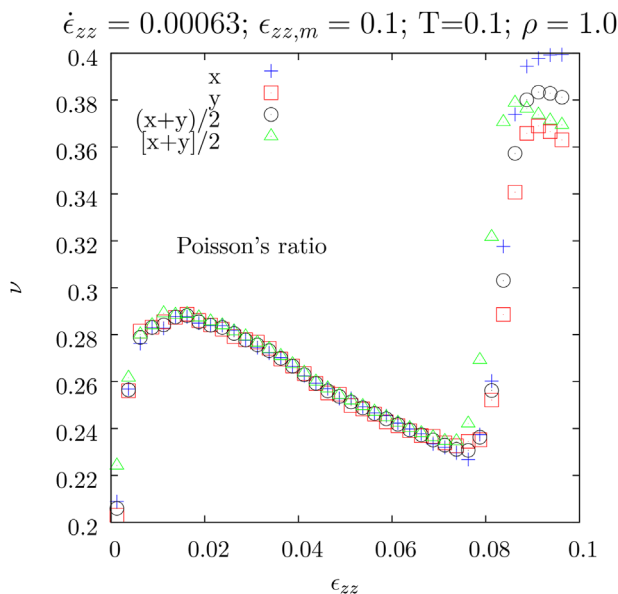 ϵ̇zz = 0.00063; ϵzz,m = 0.1; T=0.1; ρ = 1.0
0.4
0.38
0.36
0.34
0.32
0.3
0.28
0.26
0.24
0.22
0.2
ν
x
y
(x+y)/2
[x+y]/2
Poisson's ratio
0
0.02
0.04
0.06
0.08
0.1
ϵzz